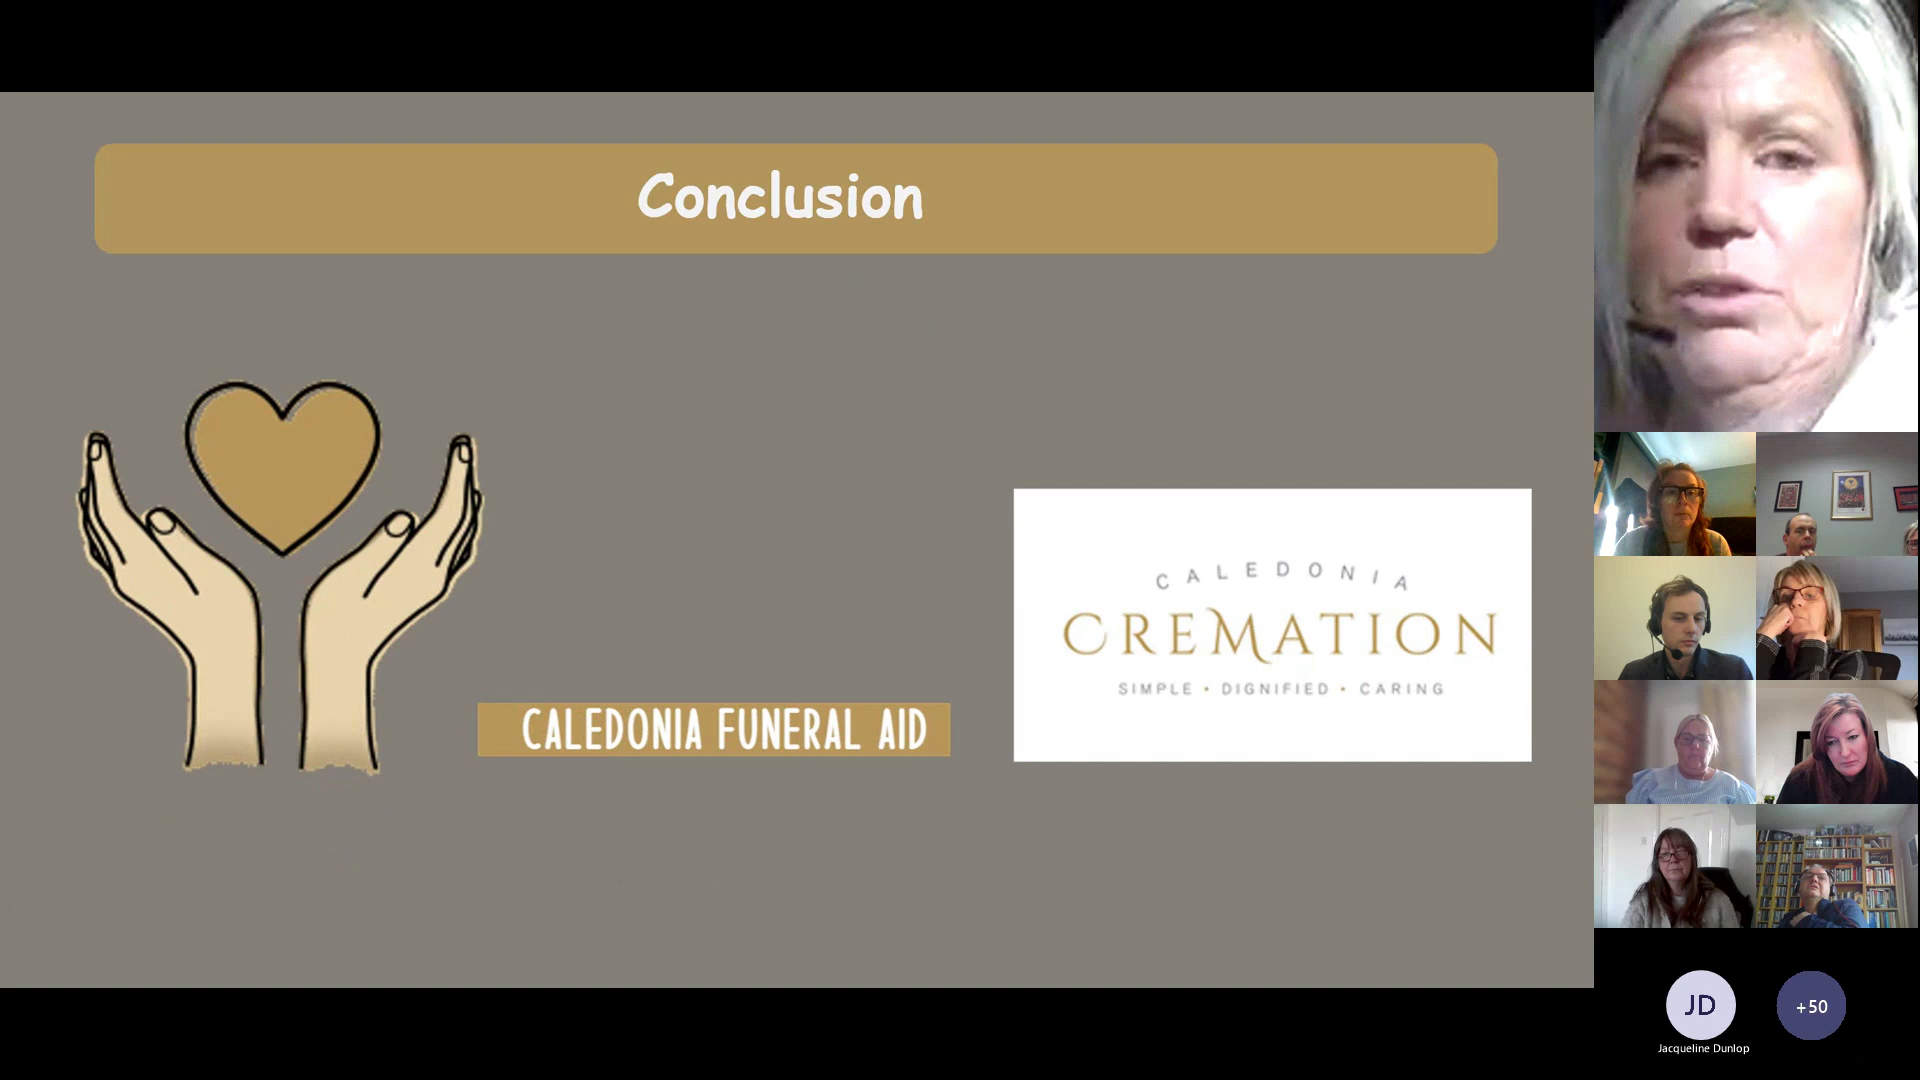 Conclusion
CALEDONIA FUNERAL AID
CALEDONIA
CREMATION
SIMPLE • DIGNIFIED • CARING
JD
+50
Jacqueline Dunlop